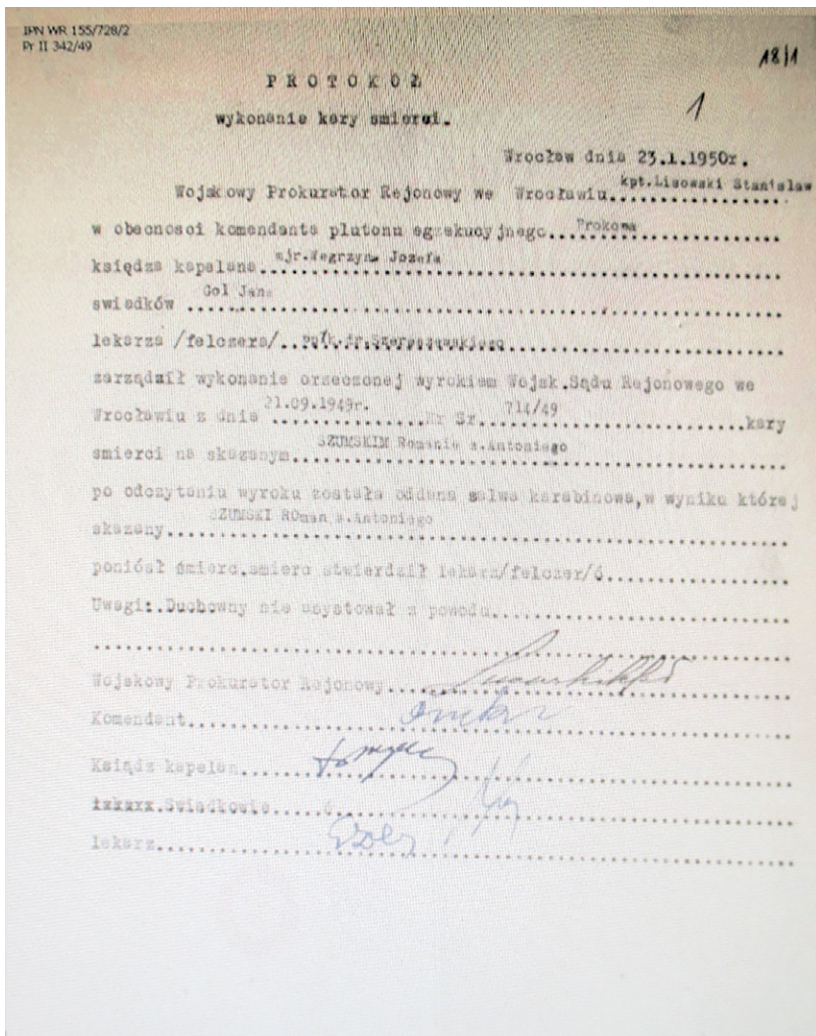 IPN WR 155/728/2
Pr II 342/49
18/1
1
P R O T O K O Ł
wykonanie kary smierci.
Wrocław dnia 23.1.1950r.
Wojskowy Prokurator Rejonowy we Wrocławiu kpt.Lisowski Stanisław
w obecnosci komendanta plutonu egzekucyjnego...Prokopa
księdza kapelana mjr.Węgrzyna Jozefa
swiadków Gol Jana
lekarza /felczera/
zarządził wykonanie orzeczonej wyrokiem Wojsk.Sądu Rejonowego we
Wrocławiu z dnia 21.09.1949r. Nr Sr. 714/49 kary
smierci na skazanym SZUMSKIM Romanie s.Antoniego
po odczytaniu wyroku została oddana salwa karabinowa,w wyniku której
skazany SZUMSKI ROman s.Antoniego
poniósł śmierc.smierc stwierdził lekarz/felczer/ó
Uwagi:.Duchowny nie asystował z powodu
Wojskowy Prokurator Rejonowy
Komendant
Ksiądz kapelan
Swiadkowie
lekarz